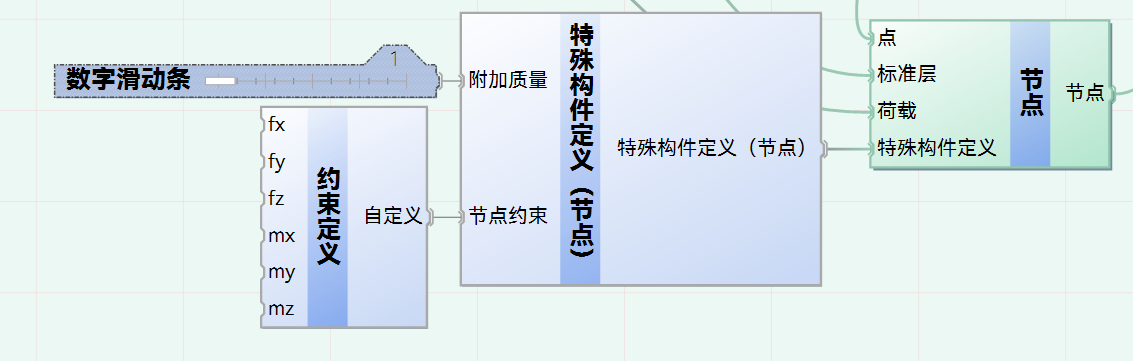 数字滑动条
1
附加质量
节点约束
特殊构件定义（节点）
特殊构件定义（节点）
fx
fy
fz
mx
my
mz
约束定义
自定义
点
标准层
荷载
特殊构件定义
节点
节点